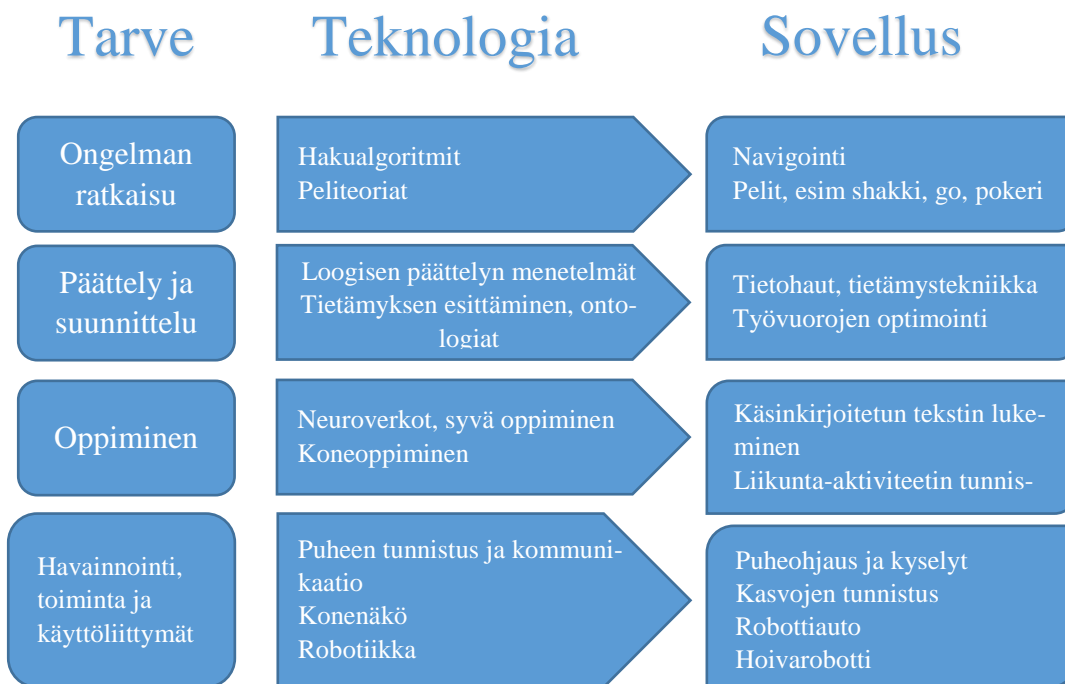 Tarve
Teknologia
Sovellus
Ongelman
ratkaisu
Hakualgoritmit
Peliteoriat
Navigointi
Pelit, esim shakki, go, pokeri
Päättely ja
suunnittelu
Loogisen päättelyn menetelmät
Tietämyksen esittäminen, onto-
logiat
Tietohaut, tietämystekniikka
Työvuorojen optimointi
Oppiminen
Neuroverkot, syvä oppiminen
Koneoppiminen
Käsinkirjoitetun tekstin luke-
minen
Liikunta-aktiviteetin tunnis-
Havainnointi,
toiminta ja
käyttöliittymät
Puheen tunnistus ja kommuni-
kaatio
Konenäkö
Robotiikka
Puheohjaus ja kyselyt
Kasvojen tunnistus
Robottiauto
Hoivarobotti